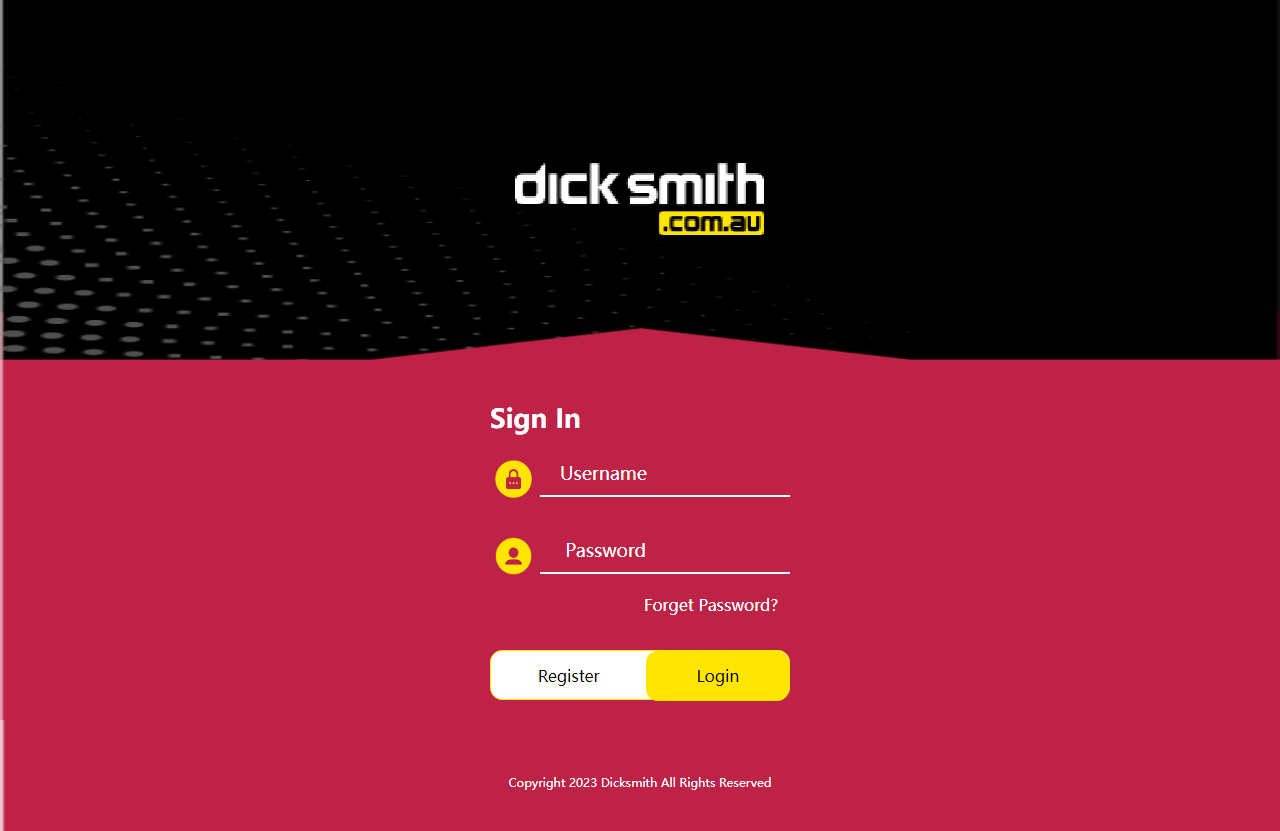 dick smith
.com.au
Sign In
Username
Password
Forget Password?
Register
Login
Copyright 2023 Dicksmith All Rights Reserved